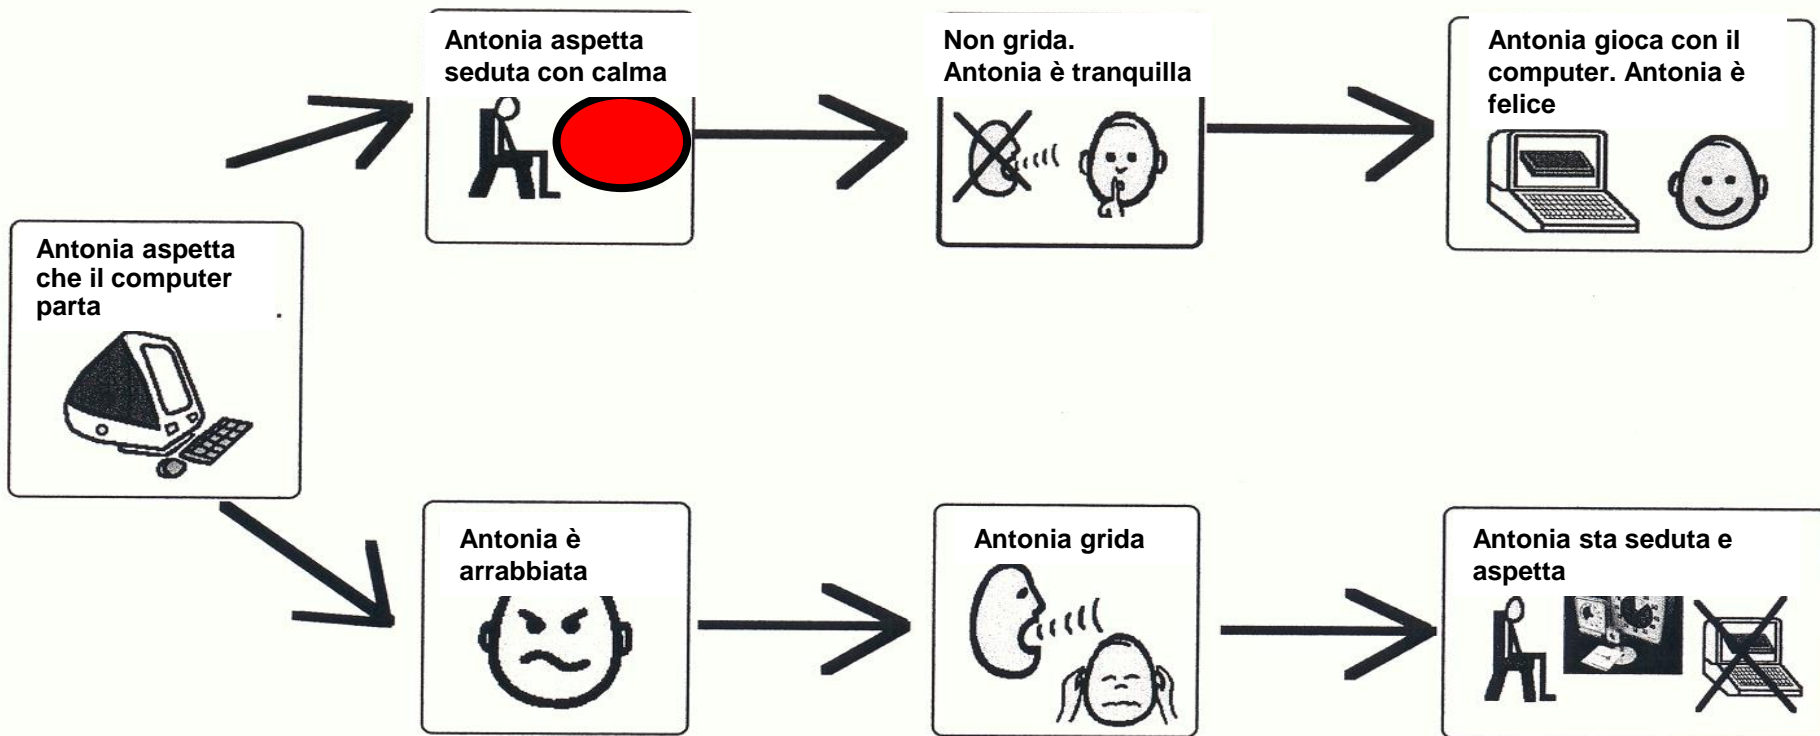 Antonia aspetta
seduta con calma
Non grida.
Antonia è tranquilla
Antonia gioca con il
computer. Antonia è
felice
Antonia aspetta
che il computer
parta
Antonia è
arrabbiata
Antonia grida
Antonia sta seduta e
aspetta